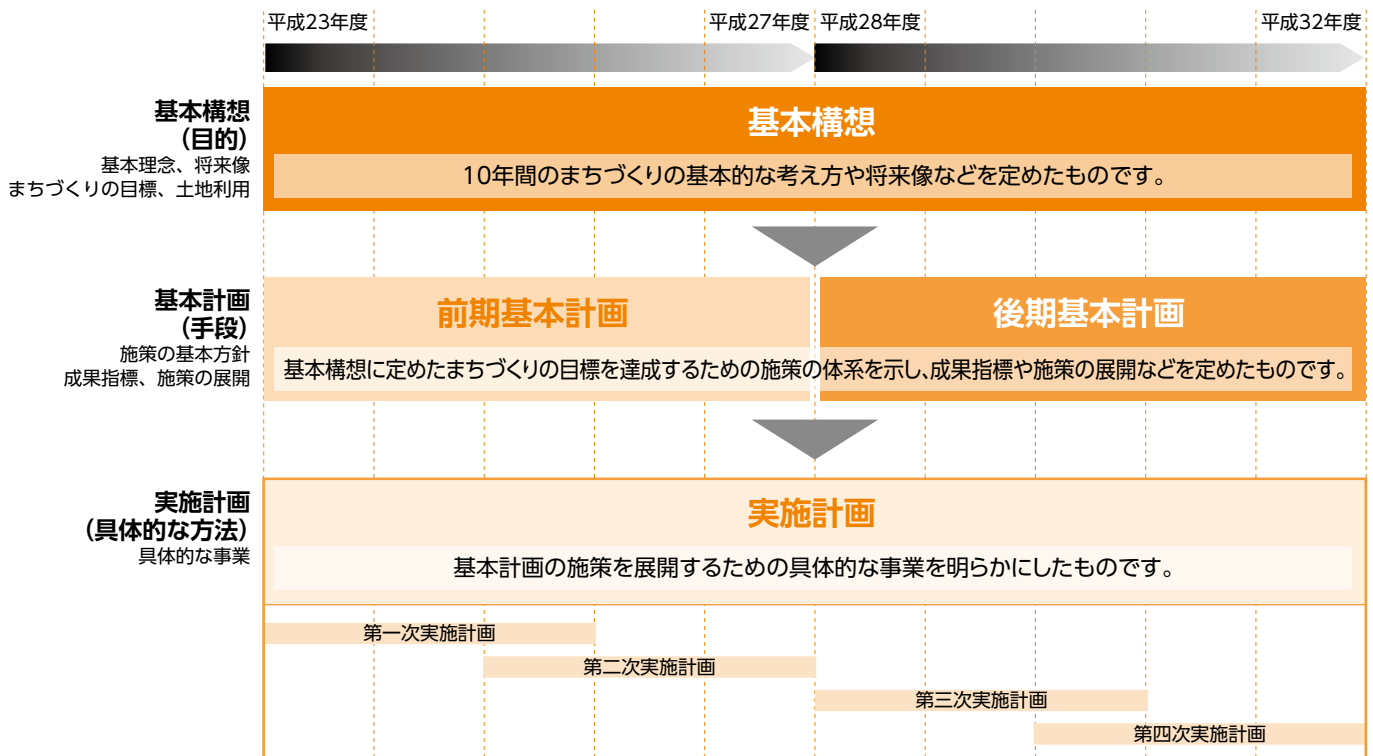 平成23年度
平成27年度
平成28年度
平成32年度
基本構想
(目的)
基本理念、将来像
まちづくりの目標、土地利用
基本構想
10年間のまちづくりの基本的な考え方や将来像などを定めたものです。
基本計画
(手段)
施策の基本方針
成果指標、施策の展開
前期基本計画
後期基本計画
基本構想に定めたまちづくりの目標を達成するための施策の体系を示し、成果指標や施策の展開などを定めたものです。
実施計画
(具体的な方法)
具体的な事業
実施計画
基本計画の施策を展開するための具体的な事業を明らかにしたものです。
第一次実施計画
第二次実施計画
第三次実施計画
第四次実施計画